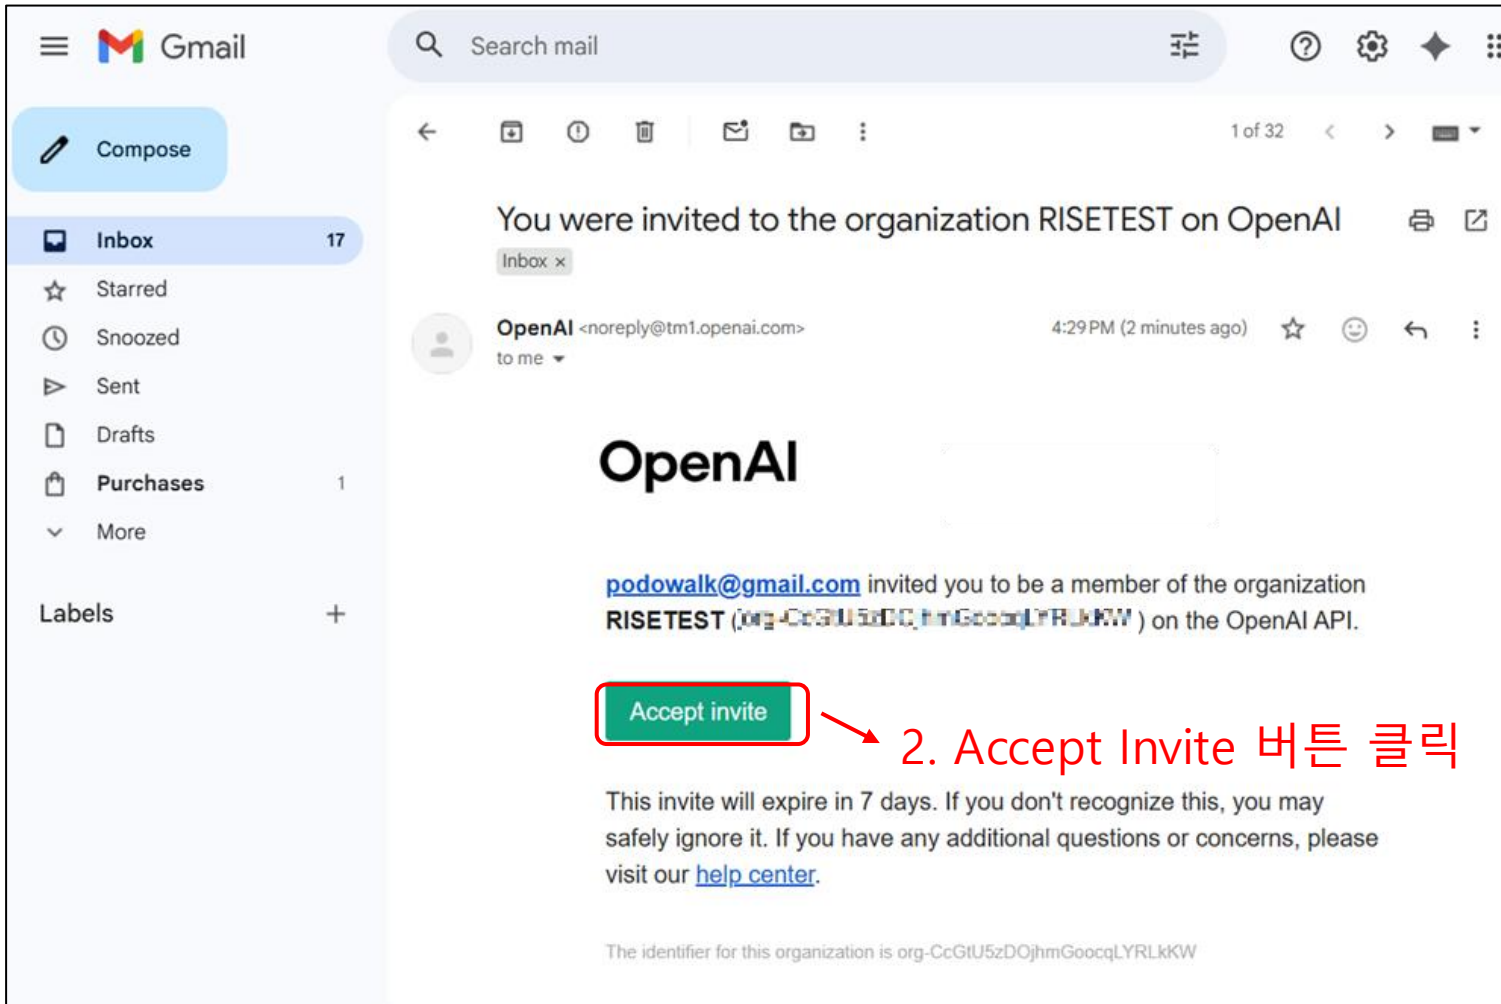 Gmail
Search mail
Compose
1 of 32
You were invited to the organization RISETEST on OpenAI
Inbox ×
Inbox 17
Starred
Snoozed
Sent
Drafts
Purchases 1
More
Labels +
OpenAI <noreply@tm1.openai.com> 4:29 PM (2 minutes ago)
to me
OpenAI
podowalk@gmail.com invited you to be a member of the organization
RISETEST ( ) on the OpenAI API.
Accept invite
2. Accept Invite 버튼 클릭
This invite will expire in 7 days. If you don't recognize this, you may
safely ignore it. If you have any additional questions or concerns, please
visit our help center.
The identifier for this organization is org-CcGtU5zDOjhmGoocqLYRLkKW